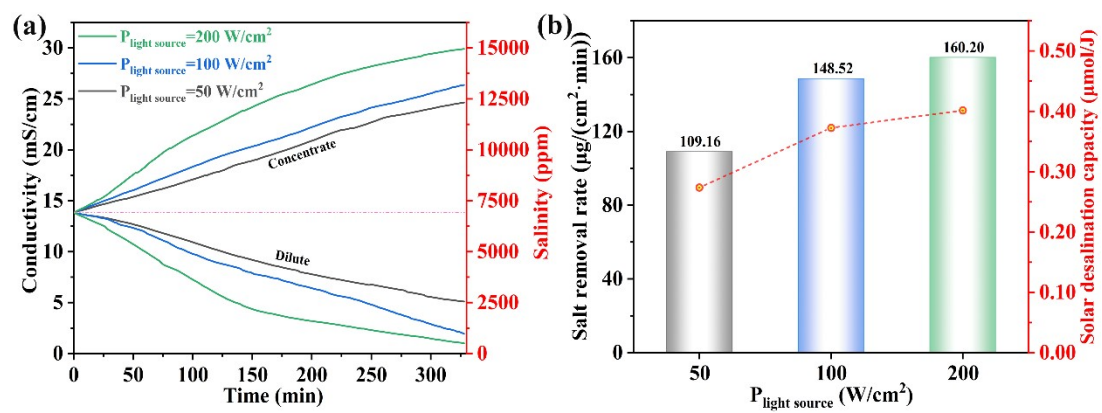 (a)
P light source=200 W/cm²
P light source=100 W/cm²
P light source=50 W/cm²
Concentrate
Dilute
Conductivity (mS/cm)
30
25
20
15
10
5
0
Salinity (ppm)
15000
12500
10000
7500
5000
2500
0
0 50 100 150 200 250 300
Time (min)
(b)
Salt removal rate (μg/(cm²·min))
160
120
80
40
0
109.16
148.52
160.20
Solar desalination capacity (μmol/J)
0.50
0.40
0.30
0.20
0.10
0.00
50 100 200
P light source (W/cm²)